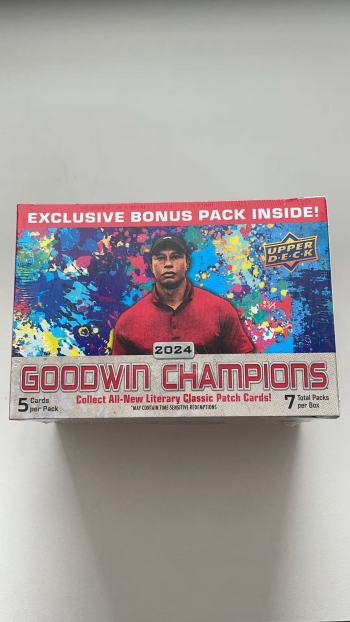 EXCLUSIVE BONUS PACK INSIDE!
UPPER
D·E·C·K
2024
GOODWIN CHAMPIONS
5 Cards per Pack
Collect All-New Literary Classic Patch Cards!
*MAY CONTAIN TIME SENSITIVE REDEMPTIONS
7 Total Packs per Box